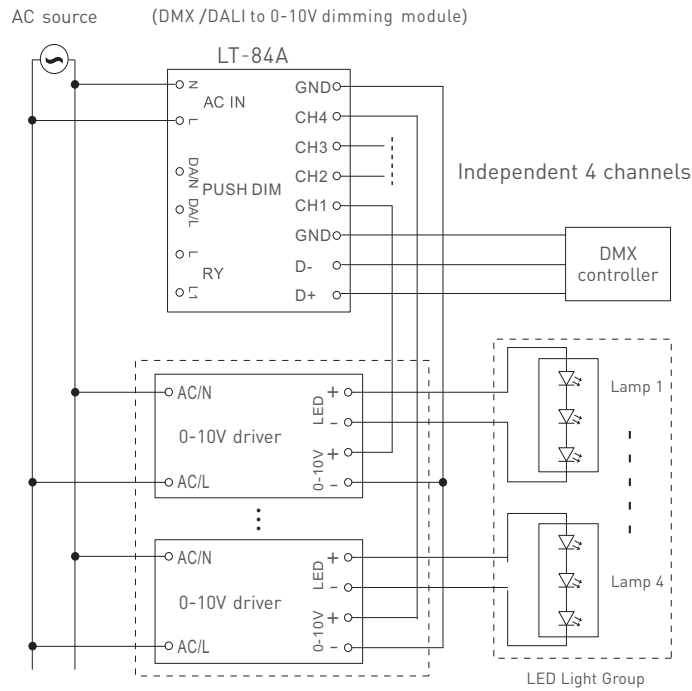 AC source
(DMX /DALI to 0-10V dimming module)
LT-84A
N
AC IN
L
DA/N
PUSH DIM
DA/L
L
RY
L1
GND
CH4
CH3
CH2
CH1
GND
D-
D+
Independent 4 channels
DMX
controller
AC/N
0-10V driver
AC/L
LED
+
-
0-10V
+
-
Lamp 1
AC/N
0-10V driver
AC/L
LED
+
-
0-10V
+
-
Lamp 4
LED Light Group